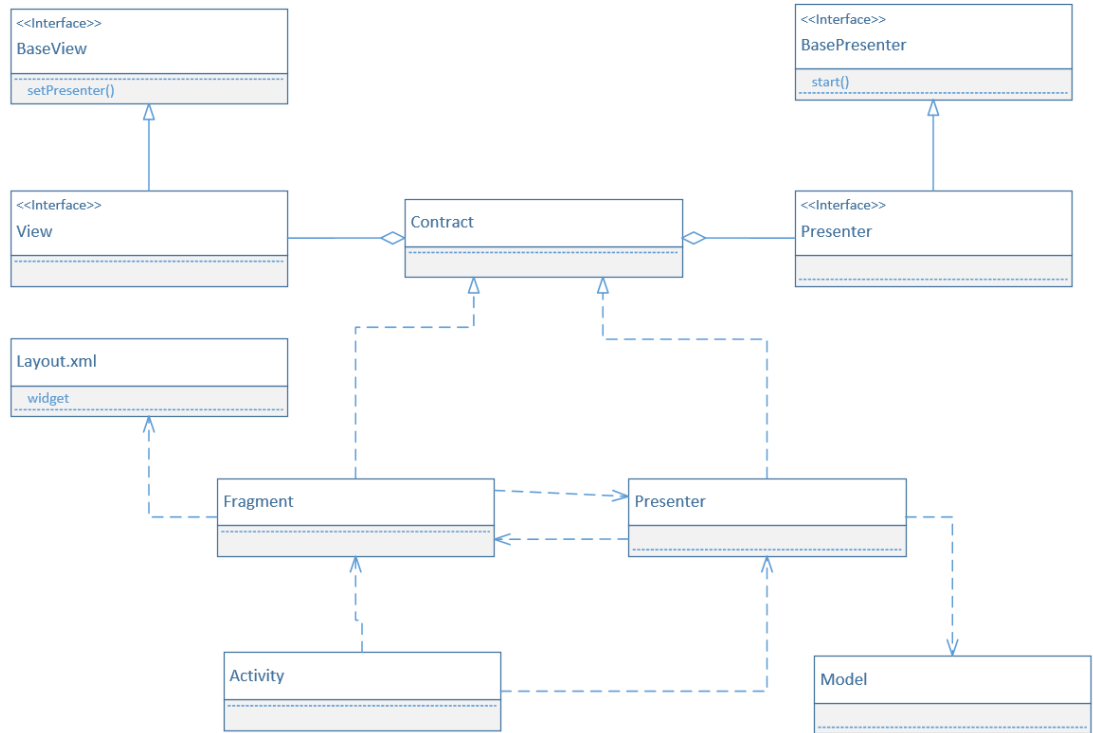 <<Interface>>
BaseView
setPresenter()
<<Interface>>
BasePresenter
start()
<<Interface>>
View
Contract
<<Interface>>
Presenter
Layout.xml
widget
Fragment
Presenter
Activity
Model